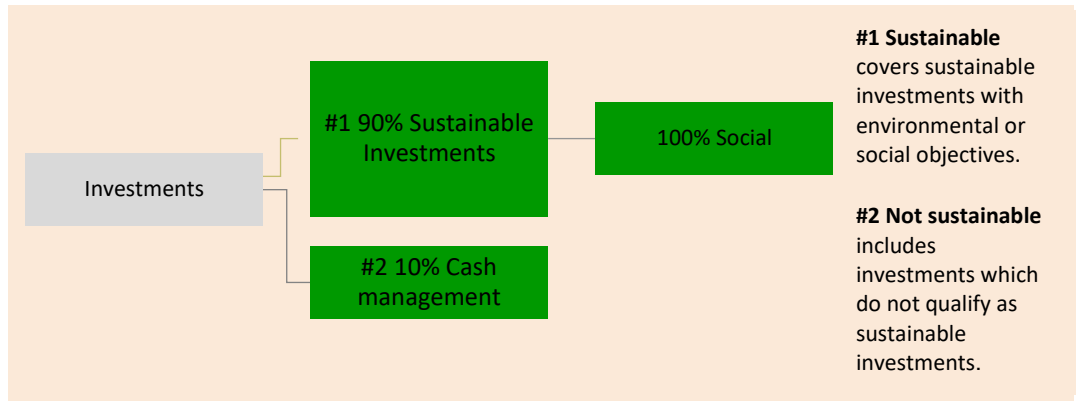 Investments
#1 90% Sustainable
Investments
100% Social
#2 10% Cash
management
#1 Sustainable
covers sustainable
investments with
environmental or
social objectives.
#2 Not sustainable
includes
investments which
do not qualify as
sustainable
investments.